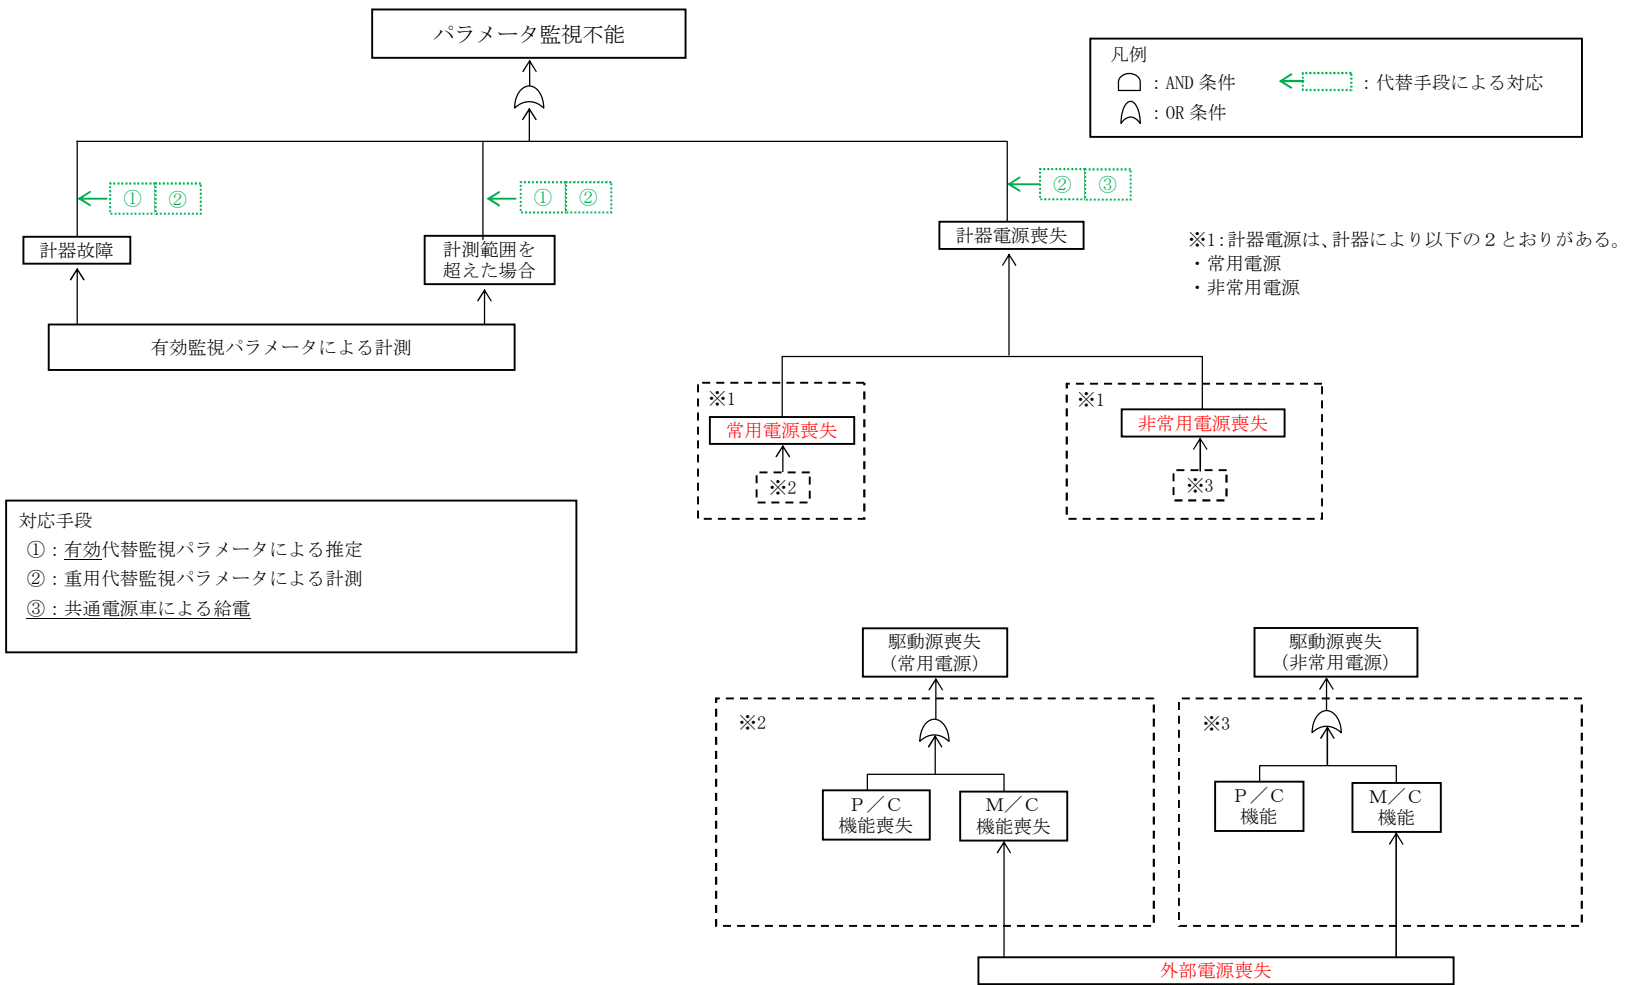 パラメータ監視不能
凡例
：AND 条件
：代替手段による対応
：OR 条件
① ②
① ②
② ③
計器故障
計測範囲を
超えた場合
計器電源喪失
※1：計器電源は、計器により以下の２とおりがある。
・常用電源
・非常用電源
有効監視パラメータによる計測
※1
常用電源喪失
※2
※1
非常用電源喪失
※3
対応手段
①：有効代替監視パラメータによる推定
②：重用代替監視パラメータによる計測
③：共通電源車による給電
駆動源喪失
（常用電源）
駆動源喪失
（非常用電源）
※2
Ｐ／Ｃ
機能喪失
Ｍ／Ｃ
機能喪失
※3
Ｐ／Ｃ
機能
Ｍ／Ｃ
機能
外部電源喪失